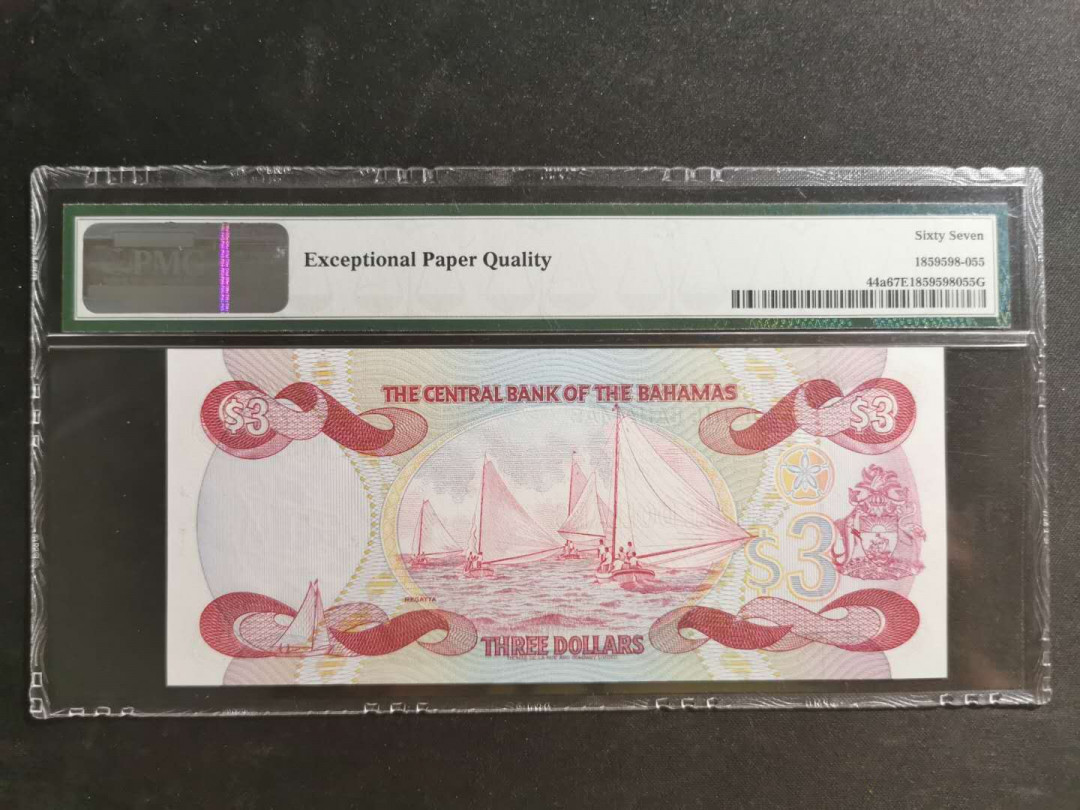 PMG
Exceptional Paper Quality
Sixty Seven
1859598-055
44a67E1859598055G
THE CENTRAL BANK OF THE BAHAMAS
$3
$3
$3
REGATTA
THREE DOLLARS